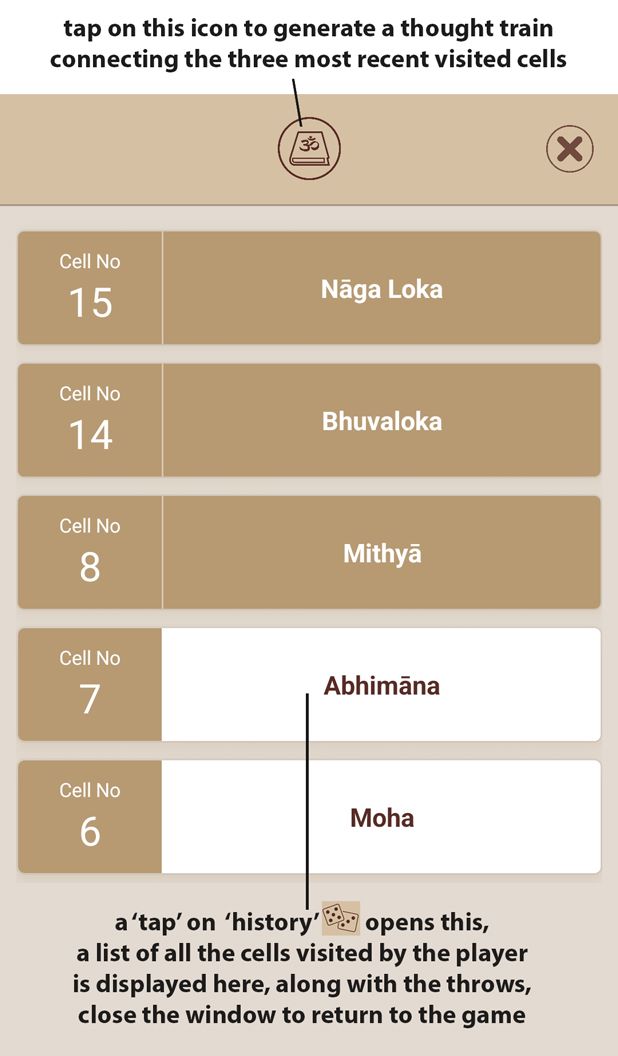 tap on this icon to generate a thought train
connecting the three most recent visited cells
ॐ
Cell No
15
Nāga Loka
Cell No
14
Bhuvaloka
Cell No
8
Mithyā
Cell No
7
Abhimāna
Cell No
6
Moha
a ‘tap’ on ‘history’ opens this,
a list of all the cells visited by the player
is displayed here, along with the throws,
close the window to return to the game